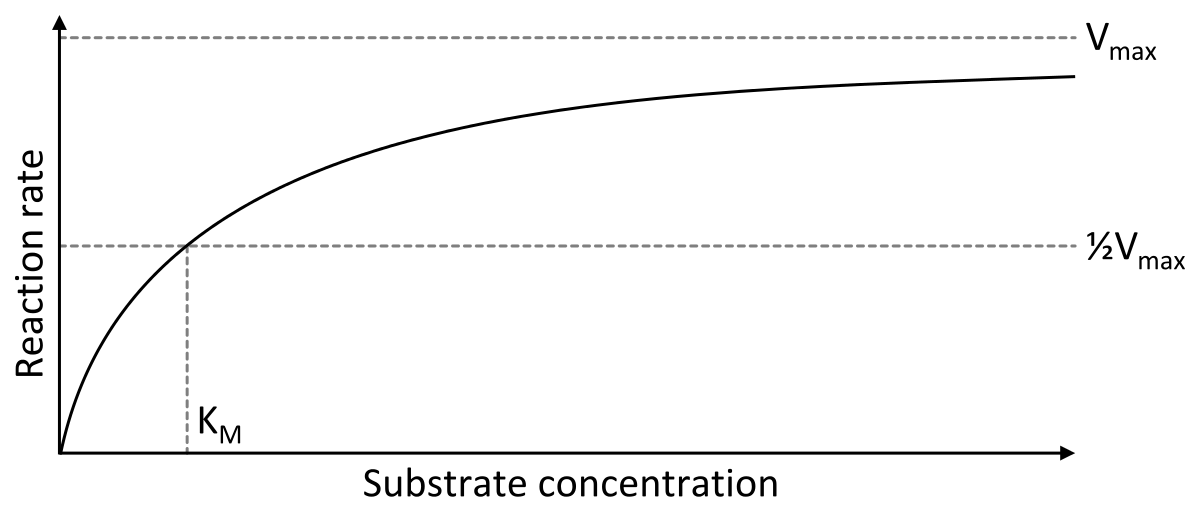 Vmax
Reaction rate
½Vmax
KM
Substrate concentration